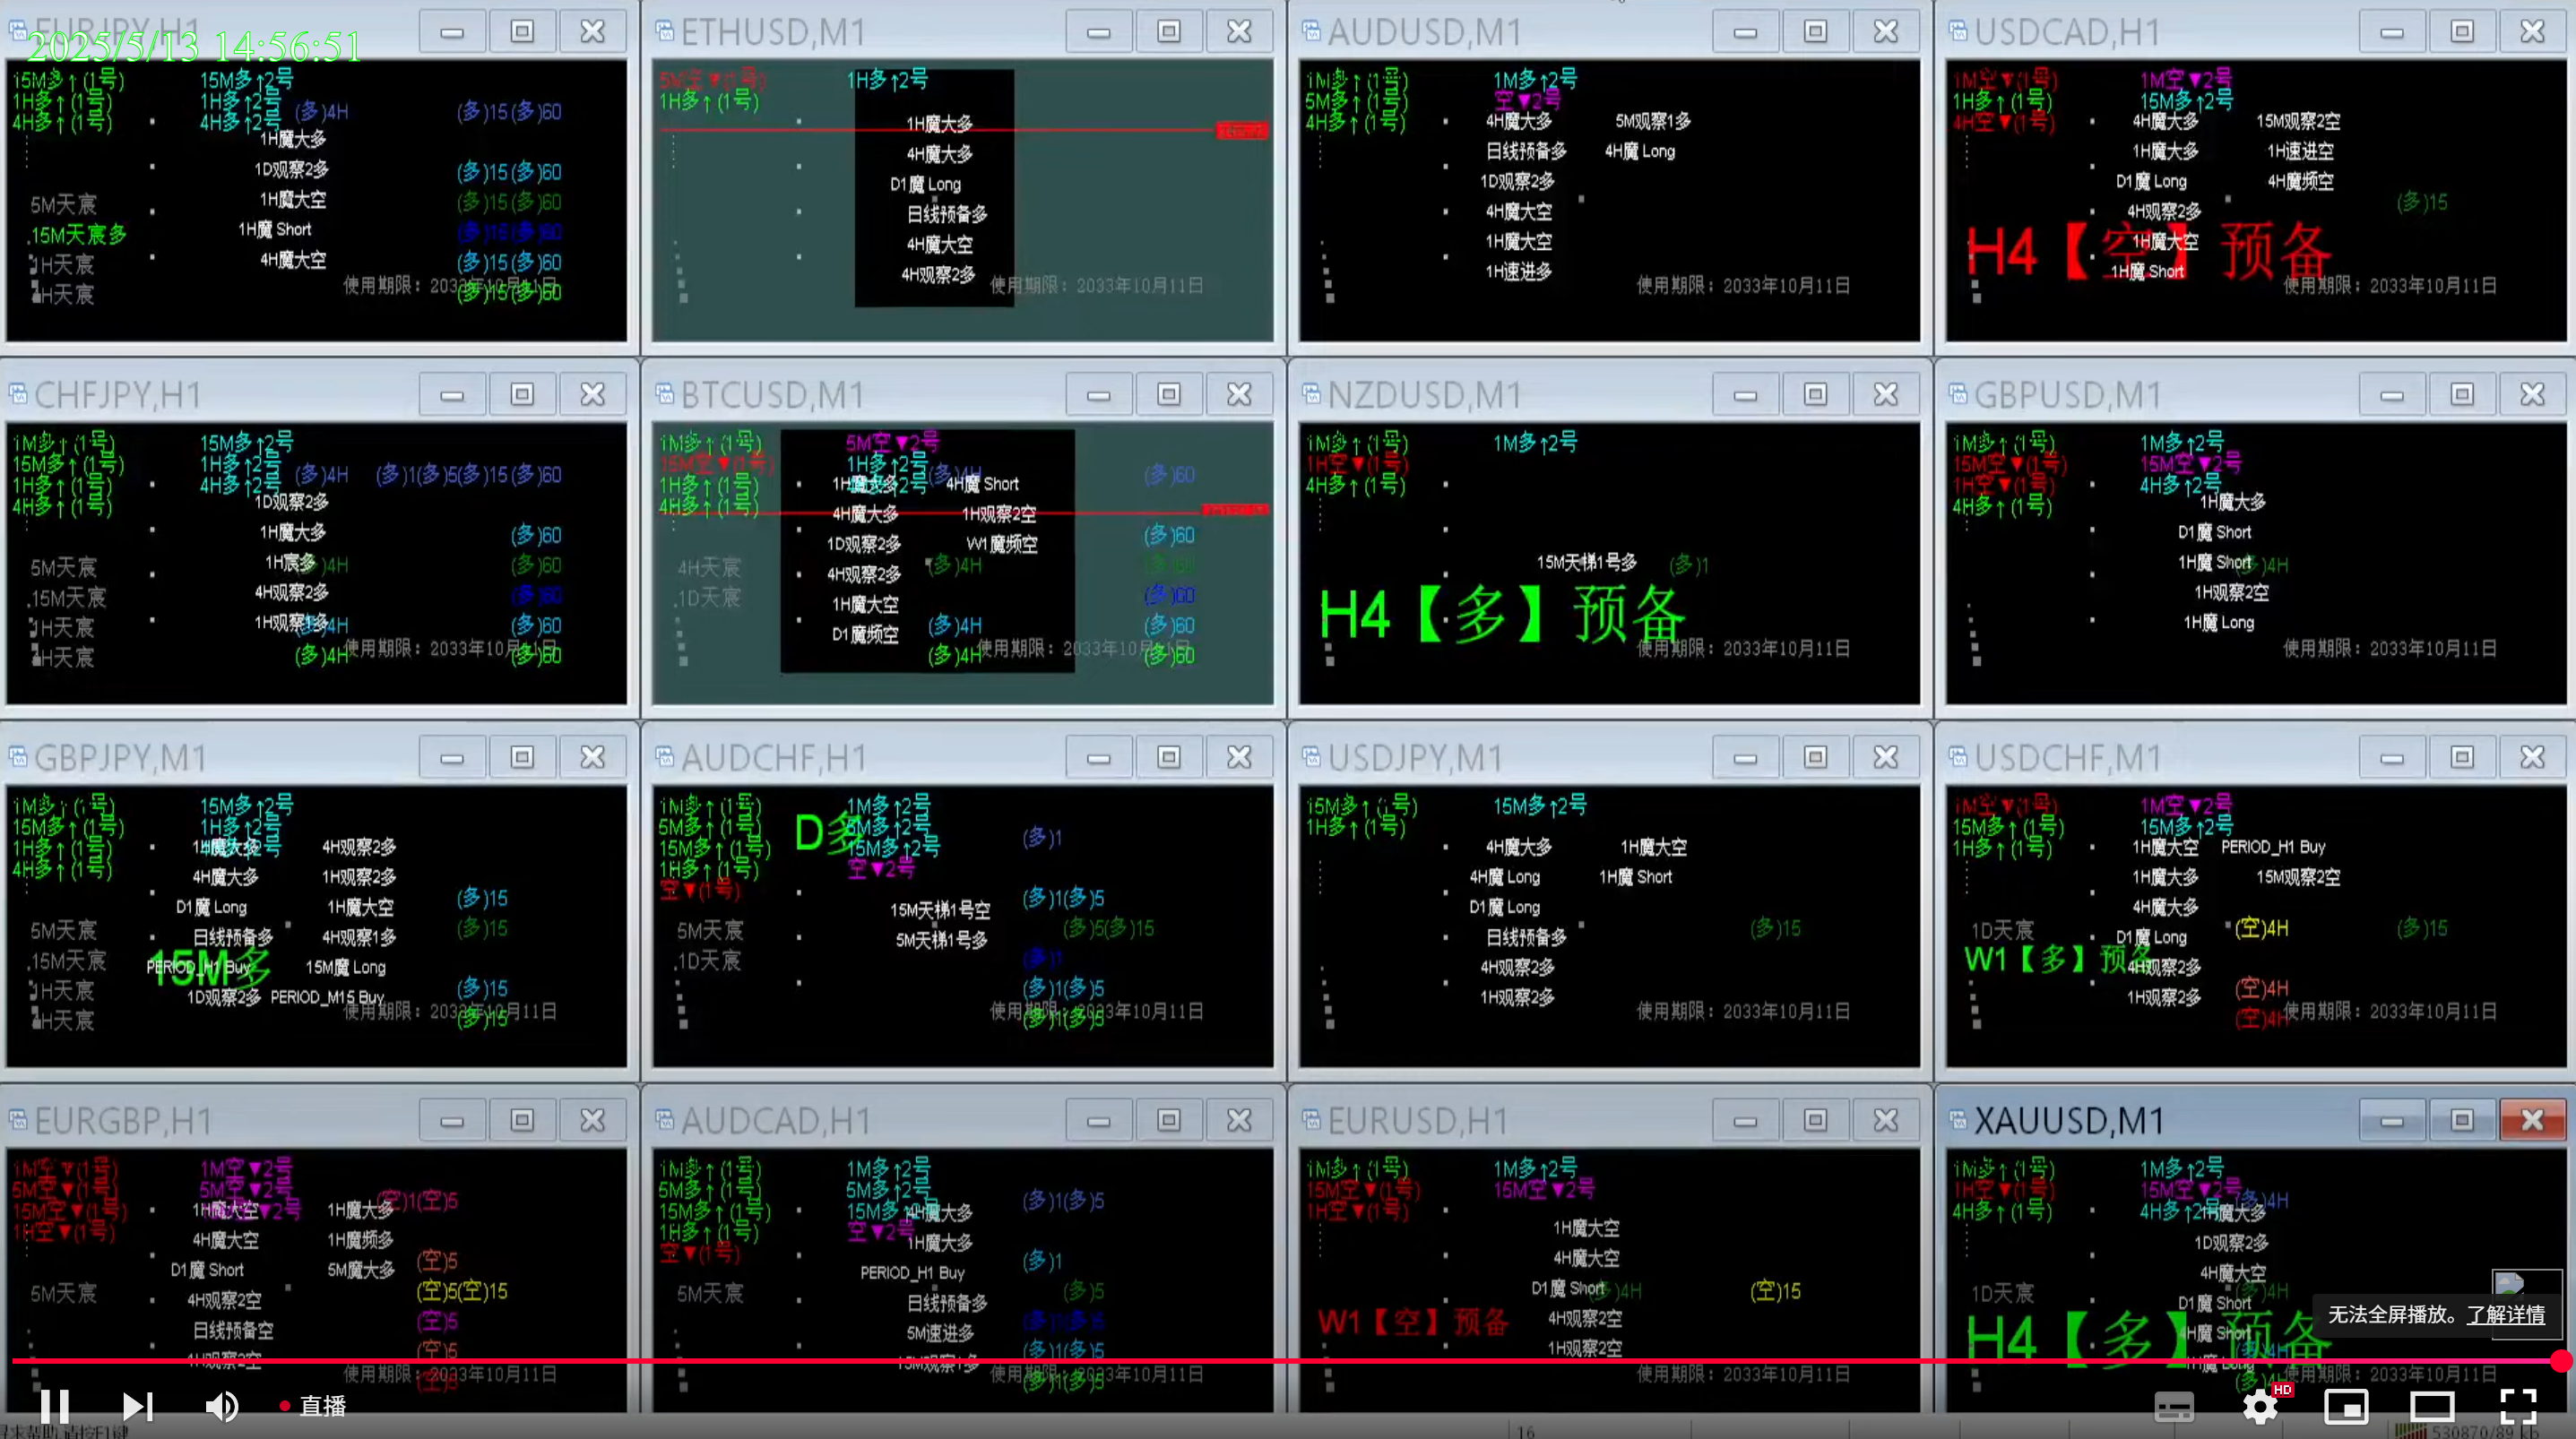 EURJPY,H1
2025/5/13 14:56:51
15M多↑(1号) 15M多↑2号
1H多↑(1号) 1H多↑2号 (多)4H (多)15(多)60
4H多↑(1号) 4H多↑2号
1H魔大多
1D观察2多 (多)15(多)60
5M天宸 1H魔大空 (多)15(多)60
15M天宸多 1H魔 Short (多)15(多)60
1H天宸 4H魔大空 (多)15(多)60
使用期限：2033年10月11日
4H天宸 (多)15(多)60
ETHUSD,M1
5M空▼(1号) 1H多↑2号
1H多↑(1号)
1H魔大多
4H魔大多
D1魔 Long
日线预备多
4H魔大空
4H观察2多
使用期限：2033年10月11日
AUDUSD,M1
1M多↑(1号) 1M多↑2号
5M多↑(1号) 空▼2号
4H多↑(1号) 4H魔大多 5M观察1多
日线预备多 4H魔 Long
1D观察2多
4H魔大空
1H魔大空
1H速进多
使用期限：2033年10月11日
USDCAD,H1
1M空▼(1号) 1M空▼2号
1H多↑(1号) 15M多↑2号
4H空▼(1号) 4H魔大多 15M观察2空
1H魔大多 1H速进空
D1魔 Long 4H魔频空
4H观察2多 (多)15
H4【空】预备
1H魔大空
1H魔 Short
使用期限：2033年10月11日
CHFJPY,H1
1M多↑(1号) 15M多↑2号
15M多↑(1号) 1H多↑2号 (多)4H (多)1(多)5(多)15(多)60
1H多↑(1号) 4H多↑2号
4H多↑(1号) 1D观察2多
1H魔大多 (多)60
5M天宸 1H宸多 (多)4H (多)60
15M天宸 4H观察2多 (多)60
1H天宸 1H观察1多 (多)4H (多)60
4H天宸 (多)4H 使用期限：2033年10月11日 (多)60
BTCUSD,M1
1M多↑(1号) 5M空▼2号
15M空▼(1号) 1H多↑2号 (多)4H (多)60
1H多↑(1号) 1H魔大多 4H多↑2号 4H魔 Short
4H多↑(1号) 4H魔大多 1H观察2空
1D观察2多 W1魔频空 (多)60
4H天宸 4H观察2多 (多)4H (多)60
1D天宸 1H魔大空 (多)60
D1魔频空 (多)4H (多)60
(多)4H 使用期限：2033年10月11日 (多)60
NZDUSD,M1
1M多↑(1号) 1M多↑2号
1H空▼(1号)
4H多↑(1号)
15M天梯1号多 (多)1
H4【多】预备
使用期限：2033年10月11日
GBPUSD,M1
1M多↑(1号) 1M多↑2号
15M空▼(1号) 15M空▼2号
1H空▼(1号) 4H多↑2号
4H多↑(1号) 1H魔大多
D1魔 Short
1H魔 Short (多)4H
1H观察2空
1H魔 Long
使用期限：2033年10月11日
GBPJPY,M1
1M多↑(1号) 15M多↑2号
15M多↑(1号) 1H多↑2号
1H多↑(1号) 1H魔大多 4H多↑2号 4H观察2多
4H多↑(1号) 4H魔大多 1H观察2多
D1魔 Long 1H魔大空 (多)15
5M天宸 日线预备多 4H观察1多 (多)15
15M天宸 PERIOD_H1 Buy 15M多 15M魔 Long
1H天宸 1D观察2多 PERIOD_M15 Buy (多)15
4H天宸 使用期限：2033年10月11日 (多)15
AUDCHF,H1
1M多↑(1号) 1M多↑2号
5M多↑(1号) D多 5M多↑2号 (多)1
15M多↑(1号) 15M多↑2号
1H多↑(1号) 空▼2号
空▼(1号) 15M天梯1号空 (多)1(多)5
5M天宸 5M天梯1号多 (多)5(多)15
1D天宸 (多)1
(多)1(多)5
使用期限：2033年10月11日
(多)1(多)5
USDJPY,M1
15M多↑(1号) 15M多↑2号
1H多↑(1号)
4H魔大多 1H魔大空
4H魔 Long 1H魔 Short
D1魔 Long
日线预备多 (多)15
4H观察2多
1H观察2多
使用期限：2033年10月11日
USDCHF,M1
1M空▼(1号) 1M空▼2号
15M多↑(1号) 15M多↑2号
1H多↑(1号) 1H魔大空 PERIOD_H1 Buy
1H魔大多 15M观察2空
4H魔大多
1D天宸 D1魔 Long (空)4H (多)15
W1【多】预备 4H观察2多
1H观察2多 (空)4H
(空)4H 使用期限：2033年10月11日
EURGBP,H1
1M空▼(1号) 1M空▼2号
5M空▼(1号) 5M空▼2号 (空)1(空)5
15M空▼(1号) 1H魔大空 15M空▼2号 1H魔大多
1H空▼(1号) 4H魔大空 1H魔频多
D1魔 Short 5M魔大多 (空)5
5M天宸 4H观察2空 (空)5(空)15
日线预备空 (空)5
1H观察2空 (空)5
使用期限：2033年10月11日
(空)5
AUDCAD,H1
1M多↑(1号) 1M多↑2号
5M多↑(1号) 5M多↑2号 (多)1(多)5
15M多↑(1号) 15M多↑2号 4H魔大多
1H多↑(1号) 空▼2号 1H魔大多
空▼(1号) PERIOD_H1 Buy (多)1
5M天宸 日线预备多 (多)5
5M速进多 (多)1(多)5
15M观察1多 (多)1(多)5
使用期限：2033年10月11日
(多)1(多)5
EURUSD,H1
1M多↑(1号) 1M多↑2号
15M空▼(1号) 15M空▼2号
1H空▼(1号) 1H魔大空
4H魔大空
D1魔 Short (多)4H (空)15
W1【空】预备 4H观察2空
1H观察2空
使用期限：2033年10月11日
XAUUSD,M1
1M多↑(1号) 1M多↑2号
1H空▼(1号) 15M空▼2号 (多)4H
4H多↑(1号) 4H多↑2号 1H魔大多
1D观察2多
4H魔大空
1D天宸 D1魔 Short (多)4H
H4【多】预备
4H魔 Short
无法全屏播放。了解详情
使用期限：2033年10月11日
直播
HD
16
530870/89 kb